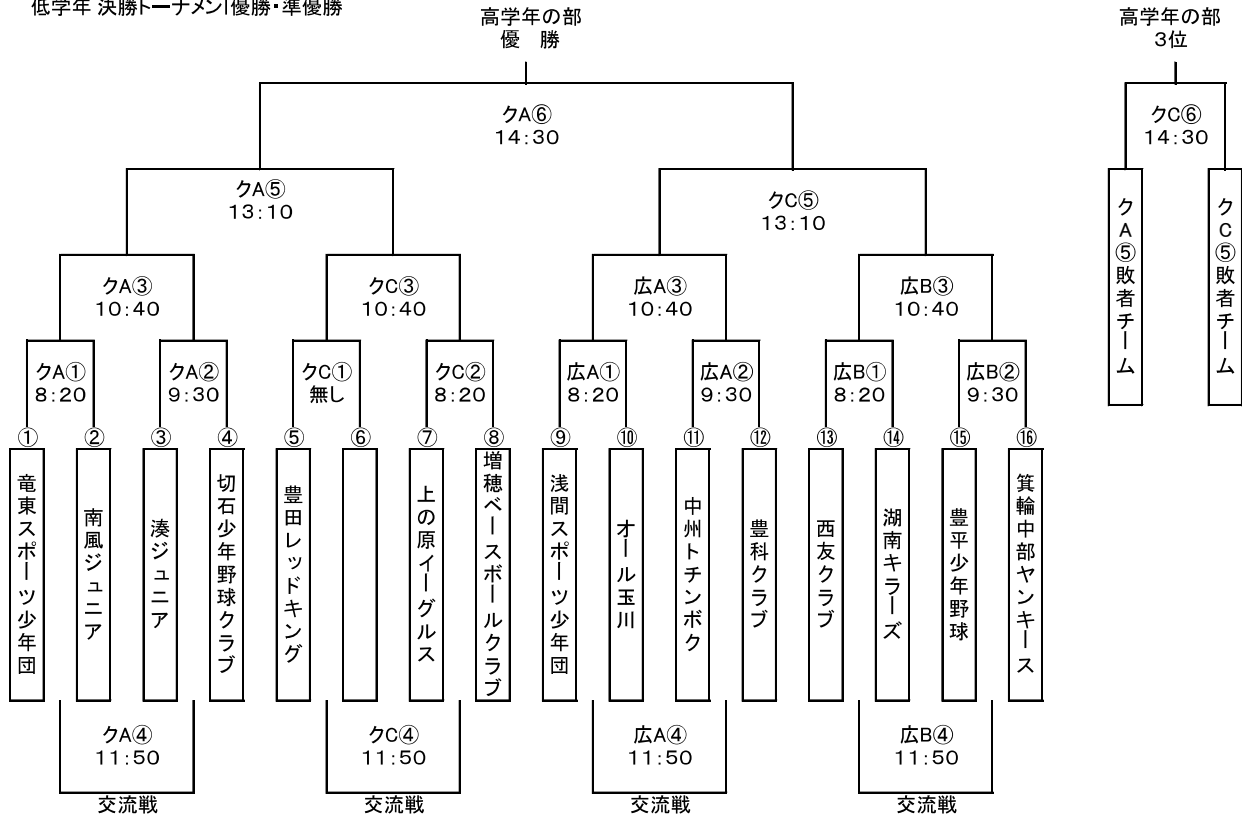 低学年 決勝トーナメント優勝・準優勝
高学年の部
優　勝
高学年の部
3位
クA⑥
14：30
クC⑥
14：30
クA⑤
13：10
クC⑤
13：10
クA⑤敗者チーム
クC⑤敗者チーム
クA③
10：40
クC③
10：40
広A③
10：40
広B③
10：40
クA①
8：20
クA②
9：30
クC①
無し
クC②
8：20
広A①
8：20
広A②
9：30
広B①
8：20
広B②
9：30
①
②
③
④
⑤
⑥
⑦
⑧
⑨
⑩
⑪
⑫
⑬
⑭
⑮
⑯
竜東スポーツ少年団
南風ジュニア
湊ジュニア
切石少年野球クラブ
豊田レッドキング
上の原イーグルス
増穂ベースボールクラブ
浅間スポーツ少年団
オール玉川
中州トチンボク
豊科クラブ
西友クラブ
湖南キラーズ
豊平少年野球
箕輪中部ヤンキース
クA④
11：50
クC④
11：50
広A④
11：50
広B④
11：50
交流戦
交流戦
交流戦
交流戦